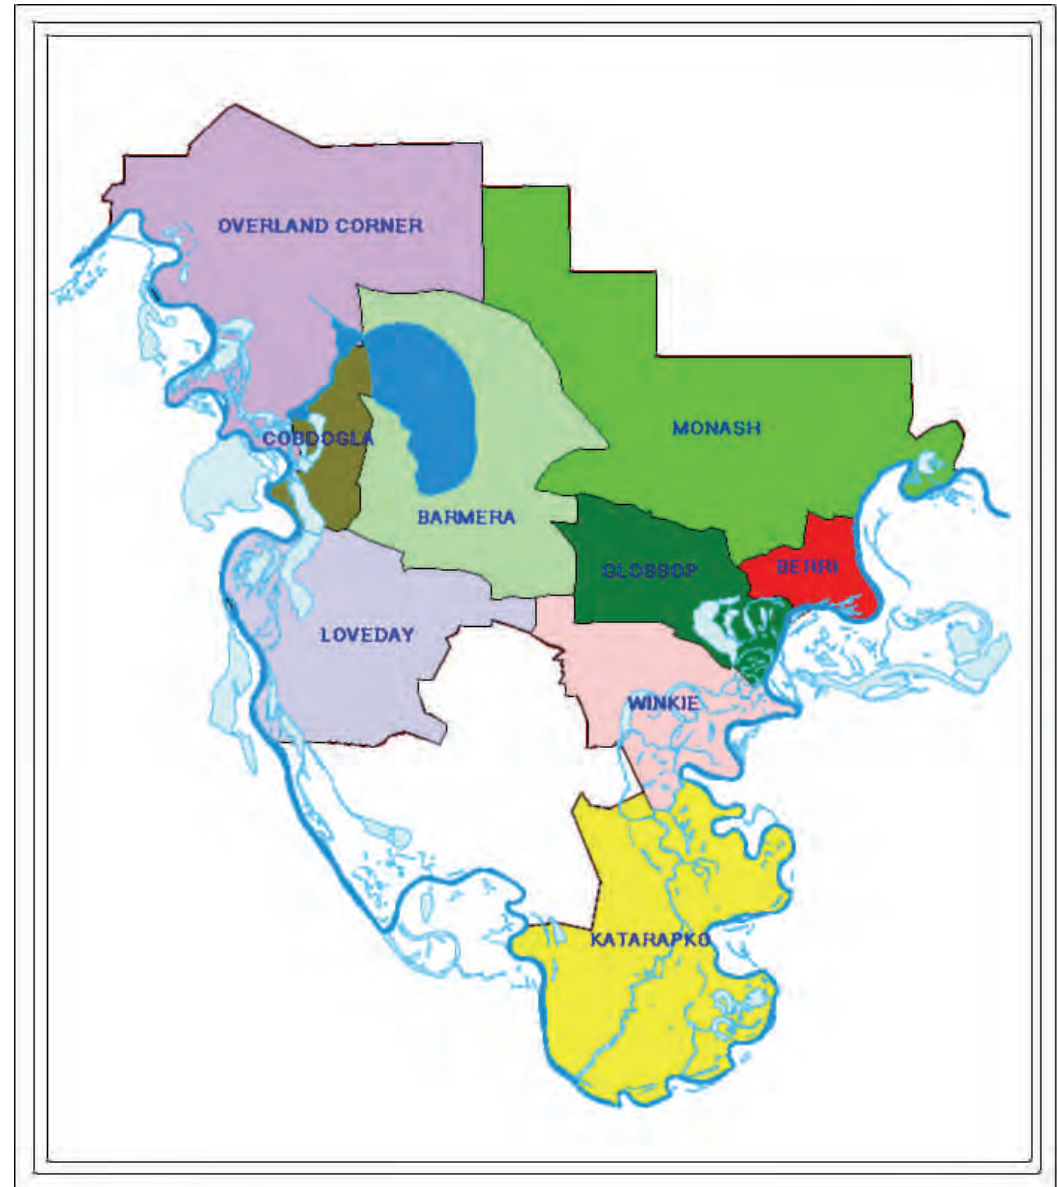 OVERLAND CORNER
MONASH
COBDOGLA
BARMERA
GLOSSOP
BERRI
LOVEDAY
WINKIE
KATARAPKO